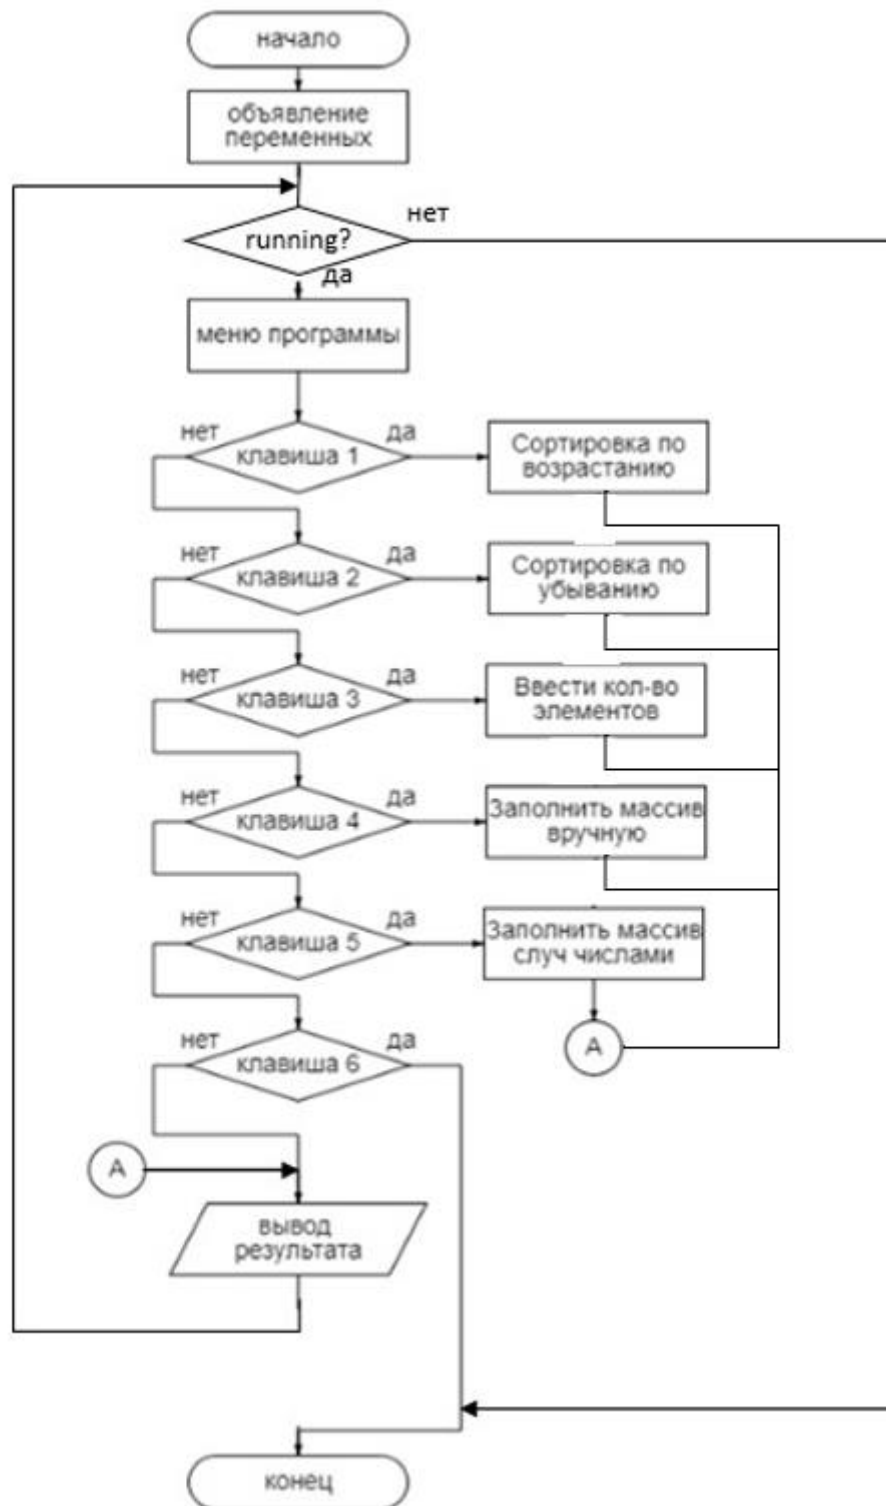 начало
объявление
переменных
running?
нет
да
меню программы
нет
клавиша 1
да
Сортировка по
возрастанию
нет
клавиша 2
да
Сортировка по
убыванию
нет
клавиша 3
да
Ввести кол-во
элементов
нет
клавиша 4
да
Заполнить массив
вручную
нет
клавиша 5
да
Заполнить массив
случ числами
нет
клавиша 6
да
А
А
вывод
результата
конец